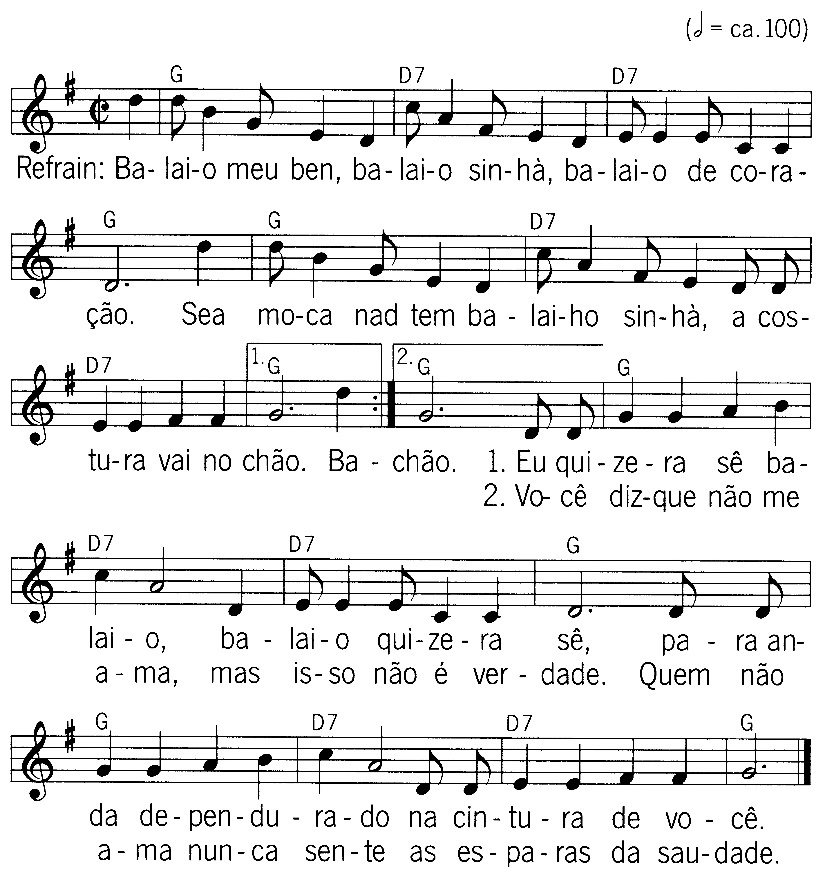 (𝅗𝅥 = ca. 100)
G D7 D7
Refrain: Ba- lai-o meu ben, ba- lai-o sin-hà, ba- lai-o de co-ra-
G G D7
ção. Sea mo-ca nad tem ba - lai-ho sin-hà, a cos-
D7 1. G 2. G G
tu-ra vai no chão. Ba - chão. 1. Eu qui-ze-ra sê ba-
2. Vo-cê diz-que não me
D7 D7 G
lai-o, ba-lai-o qui-ze-ra sê, pa-ra an-
a-ma, mas is-so não é ver-dade. Quem não
G D7 D7 G
da de-pen-du-ra-do na cin-tu-ra de vo-cê.
a-ma nun-ca sen-te as es-pa-ras da sau-dade.